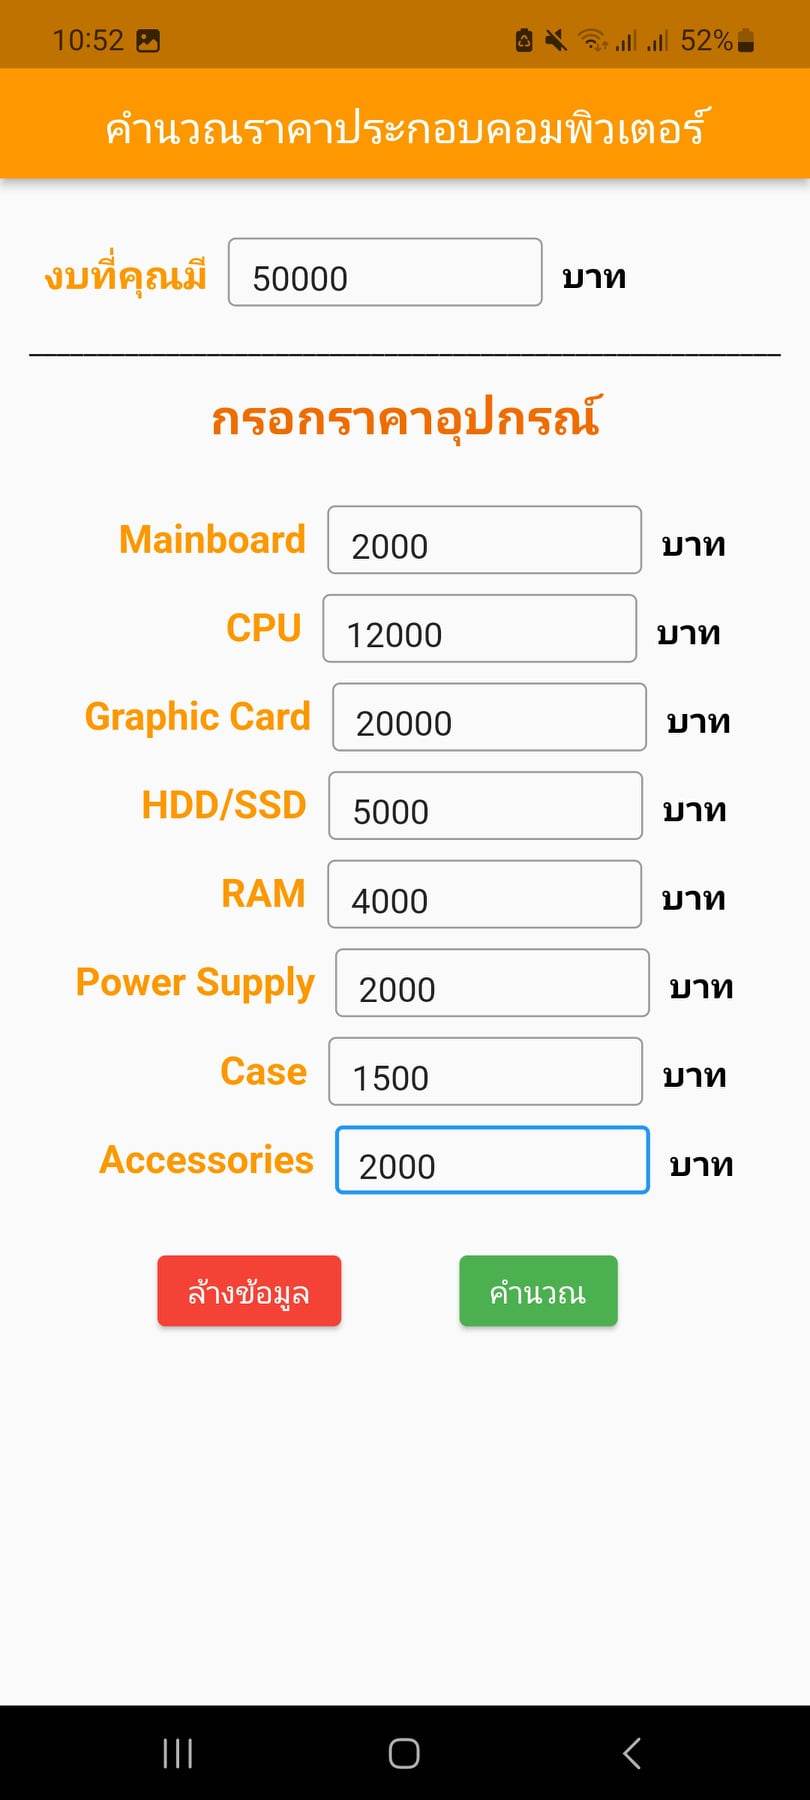 10:52 52%
คำนวณราคาประกอบคอมพิวเตอร์
งบที่คุณมี 50000 บาท
กรอกราคาอุปกรณ์
Mainboard 2000 บาท
CPU 12000 บาท
Graphic Card 20000 บาท
HDD/SSD 5000 บาท
RAM 4000 บาท
Power Supply 2000 บาท
Case 1500 บาท
Accessories 2000 บาท
ล้างข้อมูล คำนวณ